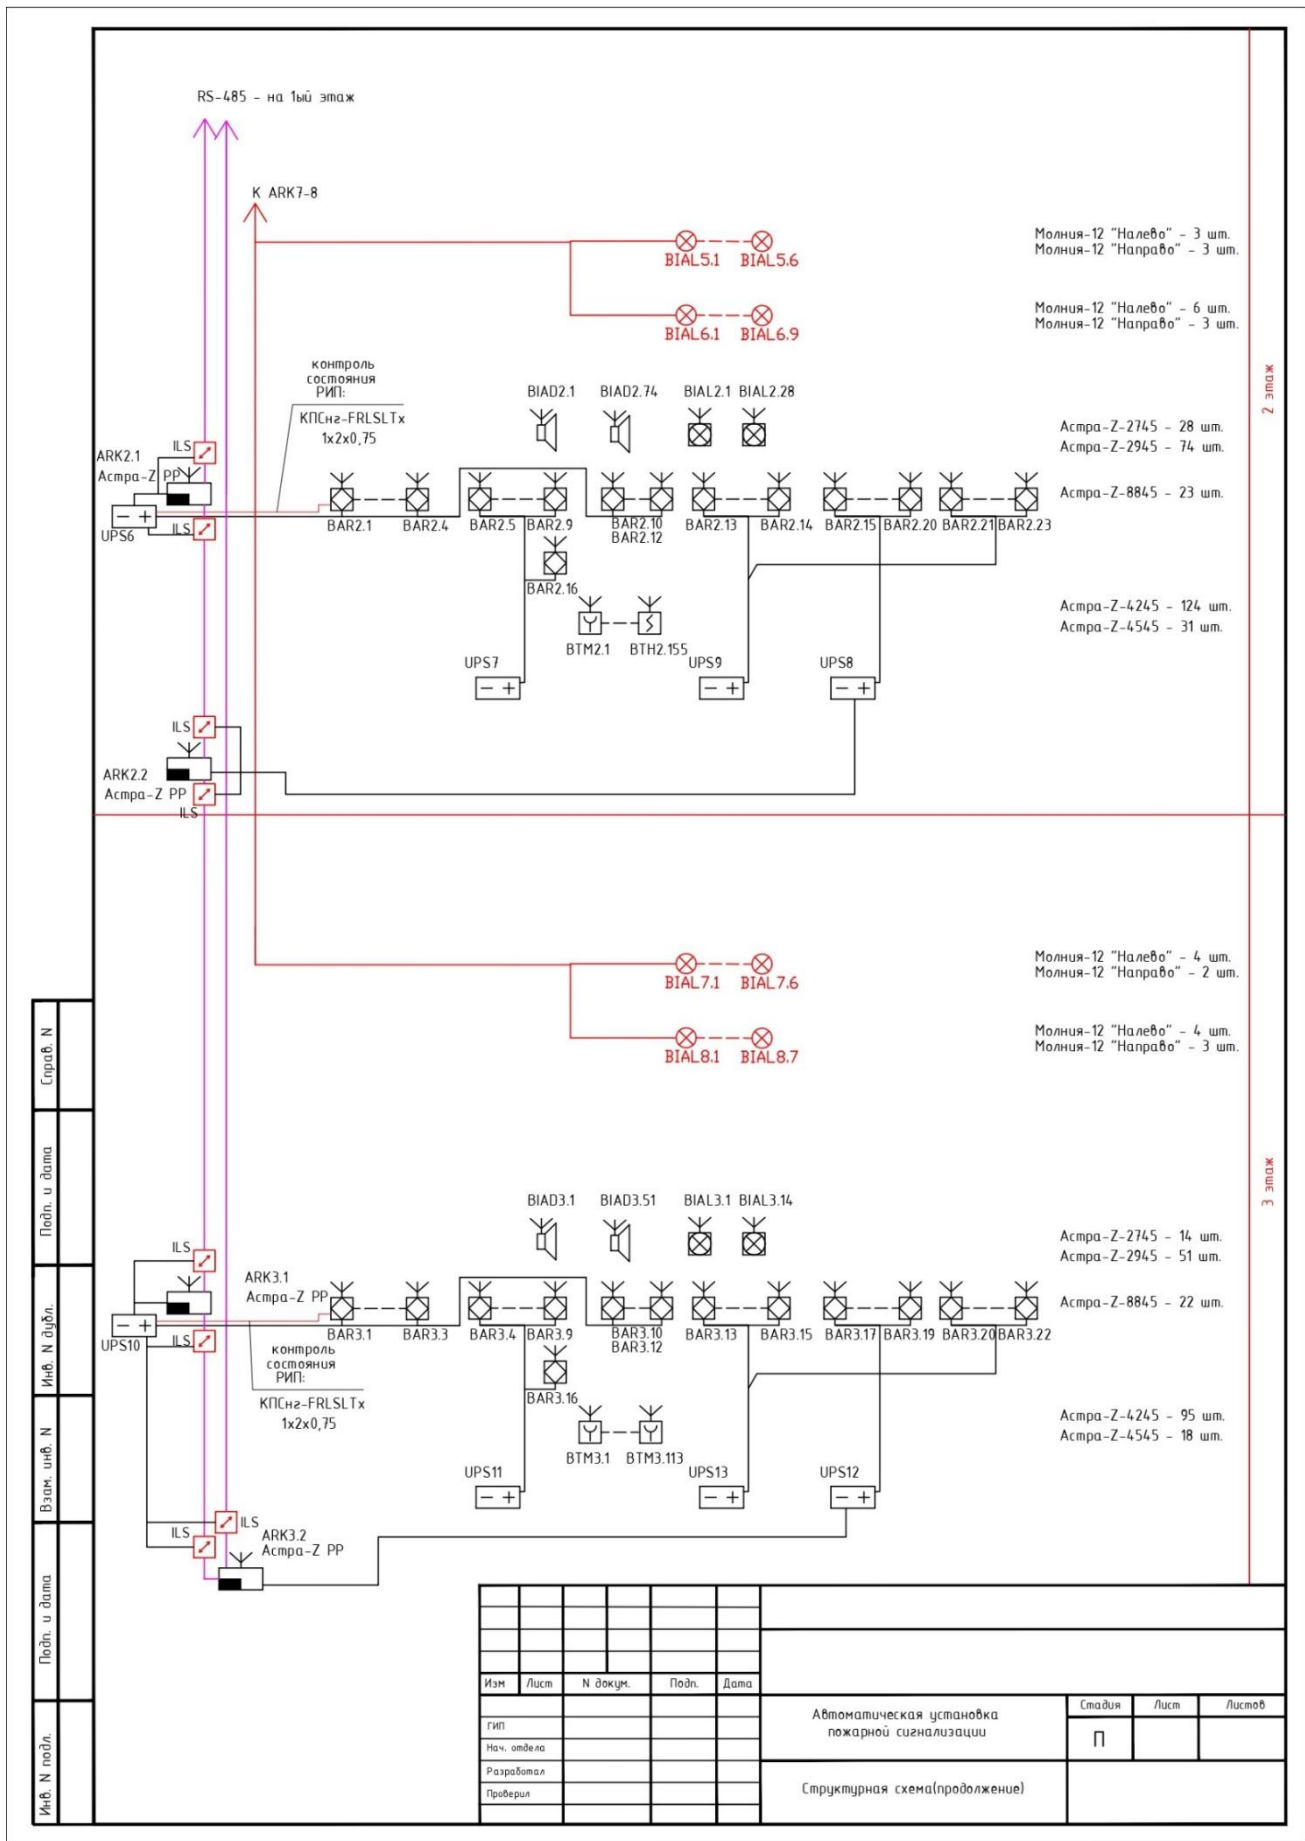 RS-485 - на 1ый этаж
К ARK7-8
BIAL5.1 BIAL5.6
Молния-12 "Налево" - 3 шт.
Молния-12 "Направо" - 3 шт.
BIAL6.1 BIAL6.9
Молния-12 "Налево" - 6 шт.
Молния-12 "Направо" - 3 шт.
2 этаж
контроль
состояния
РИП:
КПСнг-FRLSLTx
1x2x0,75
BIAD2.1 BIAD2.74 BIAL2.1 BIAL2.28
Астра-Z-2745 - 28 шт.
Астра-Z-2945 - 74 шт.
ILS
ARK2.1
Астра-Z РР
UPS6
ILS
BAR2.1 BAR2.4 BAR2.5 BAR2.9 BAR2.10 BAR2.13 BAR2.14 BAR2.15 BAR2.20 BAR2.21 BAR2.23
BAR2.12
Астра-Z-8845 - 23 шт.
BAR2.16
BTM2.1 BTH2.155
Астра-Z-4245 - 124 шт.
Астра-Z-4545 - 31 шт.
UPS7 UPS9 UPS8
ILS
ARK2.2
Астра-Z РР
ILS
BIAL7.1 BIAL7.6
Молния-12 "Налево" - 4 шт.
Молния-12 "Направо" - 2 шт.
BIAL8.1 BIAL8.7
Молния-12 "Налево" - 4 шт.
Молния-12 "Направо" - 3 шт.
3 этаж
BIAD3.1 BIAD3.51 BIAL3.1 BIAL3.14
Астра-Z-2745 - 14 шт.
Астра-Z-2945 - 51 шт.
ILS
ARK3.1
Астра-Z РР
UPS10
ILS
BAR3.1 BAR3.3 BAR3.4 BAR3.9 BAR3.10 BAR3.13 BAR3.15 BAR3.17 BAR3.19 BAR3.20 BAR3.22
BAR3.12
Астра-Z-8845 - 22 шт.
контроль
состояния
РИП:
КПСнг-FRLSLTx
1x2x0,75
BAR3.16
BTM3.1 BTM3.113
Астра-Z-4245 - 95 шт.
Астра-Z-4545 - 18 шт.
UPS11 UPS13 UPS12
ILS
ILS
ARK3.2
Астра-Z РР
Справ. N
Подп. и дата
Инв. N дубл.
Взам. инв. N
Подп. и дата
Инв. N подл.
Изм Лист N докум. Подп. Дата
ГИП
Нач. отдела
Разработал
Проверил
Автоматическая установка
пожарной сигнализации
Стадия Лист Листов
П
Структурная схема(продолжение)